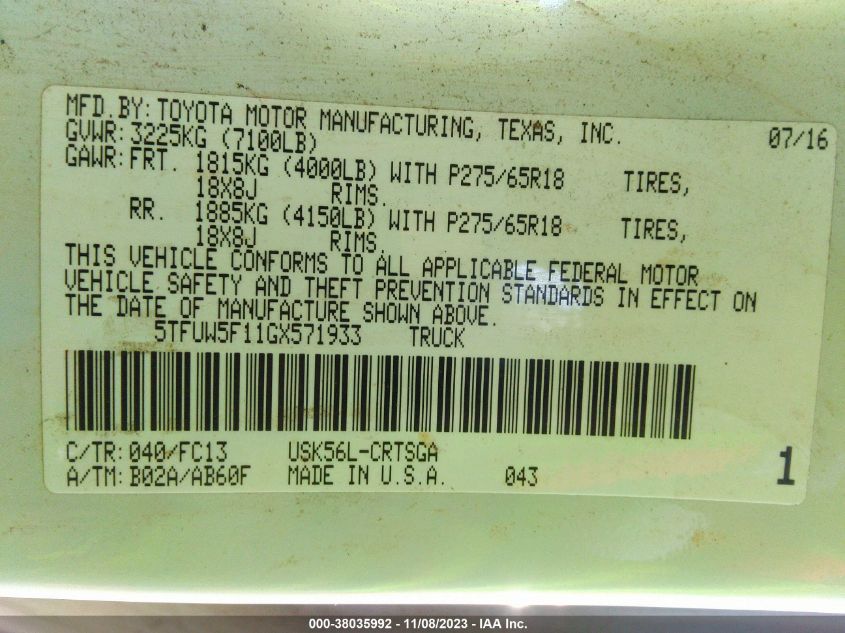 MFD.BY: TOYOTA MOTOR MANUFACTURING, TEXAS, INC. 07/16
GVWR: 3225KG (7100LB)
GAWR: FRT. 1815KG (4000LB) WITH P275/65R18 TIRES,
18X8J RIMS.
RR. 1885KG (4150LB) WITH P275/65R18 TIRES,
18X8J RIMS.
THIS VEHICLE CONFORMS TO ALL APPLICABLE FEDERAL MOTOR
VEHICLE SAFETY AND THEFT PREVENTION STANDARDS IN EFFECT ON
THE DATE OF MANUFACTURE SHOWN ABOVE.
5TFUW5F11GX571933 TRUCK
C/TR: 040/FC13 USK56L-CRTSGA
A/TM: B02A/AB60F MADE IN U.S.A. 043 1
000-38035992 - 11/08/2023 - IAA Inc.